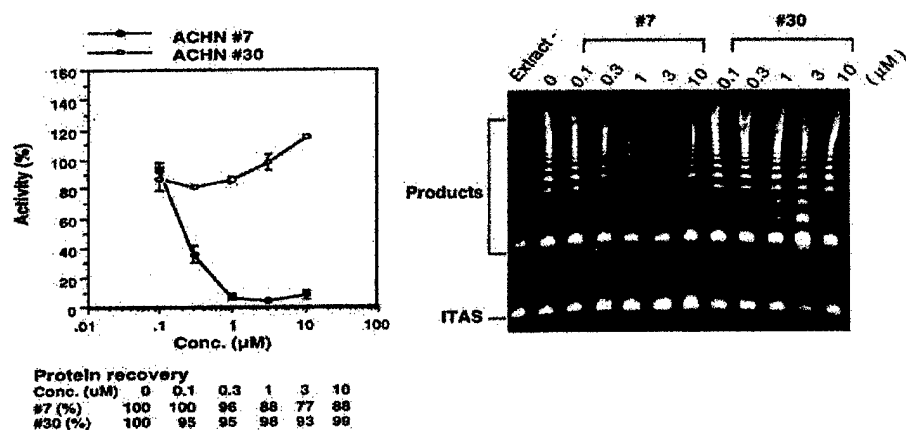 ACHN #7
ACHN #30
160
140
120
100
80
60
40
20
0
Activity (%)
.01 .1 1 10 100
Conc. (µM)
Protein recovery
Conc. (uM) 0 0.1 0.3 1 3 10
#7 (%) 100 100 96 88 77 88
#30 (%) 100 95 95 98 93 99
#7 #30
Extract - 0 0.1 0.3 1 3 10 0.1 0.3 1 3 10 (µM)
Products
ITAS